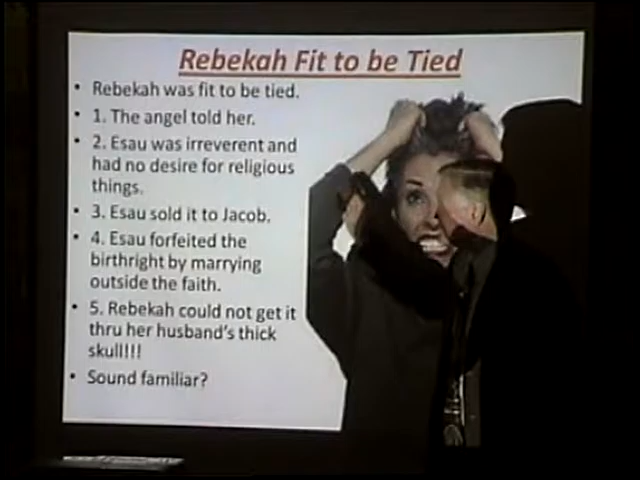 Rebekah Fit to be Tied
• Rebekah was fit to be tied.
• 1. The angel told her.
• 2. Esau was irreverent and
had no desire for religious
things.
• 3. Esau sold it to Jacob.
• 4. Esau forfeited the
birthright by marrying
outside the faith.
• 5. Rebekah could not get it
thru her husband's thick
skull!!!
• Sound familiar?